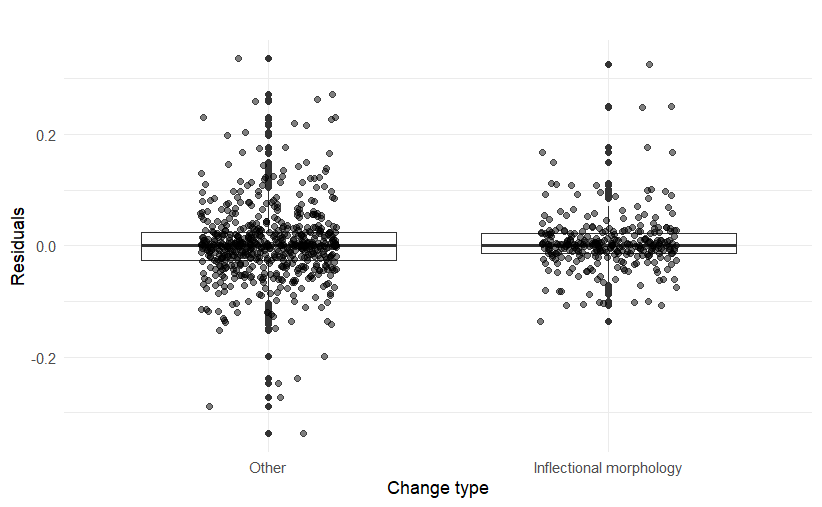 Residuals
0.2
0.0
-0.2
Other
Inflectional morphology
Change type